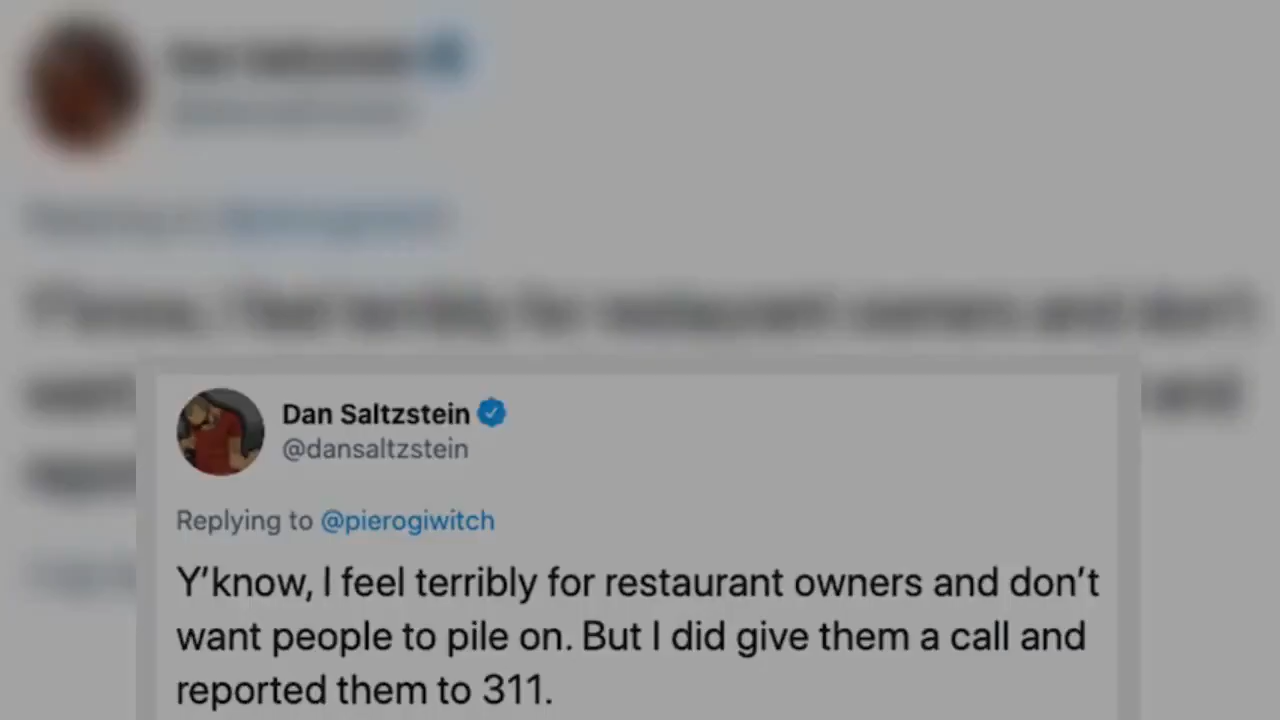 Dan Saltzstein
@dansaltzstein
Replying to @pierogiwitch
Y’know, I feel terribly for restaurant owners and don’t
want people to pile on. But I did give them a call and
reported them to 311.